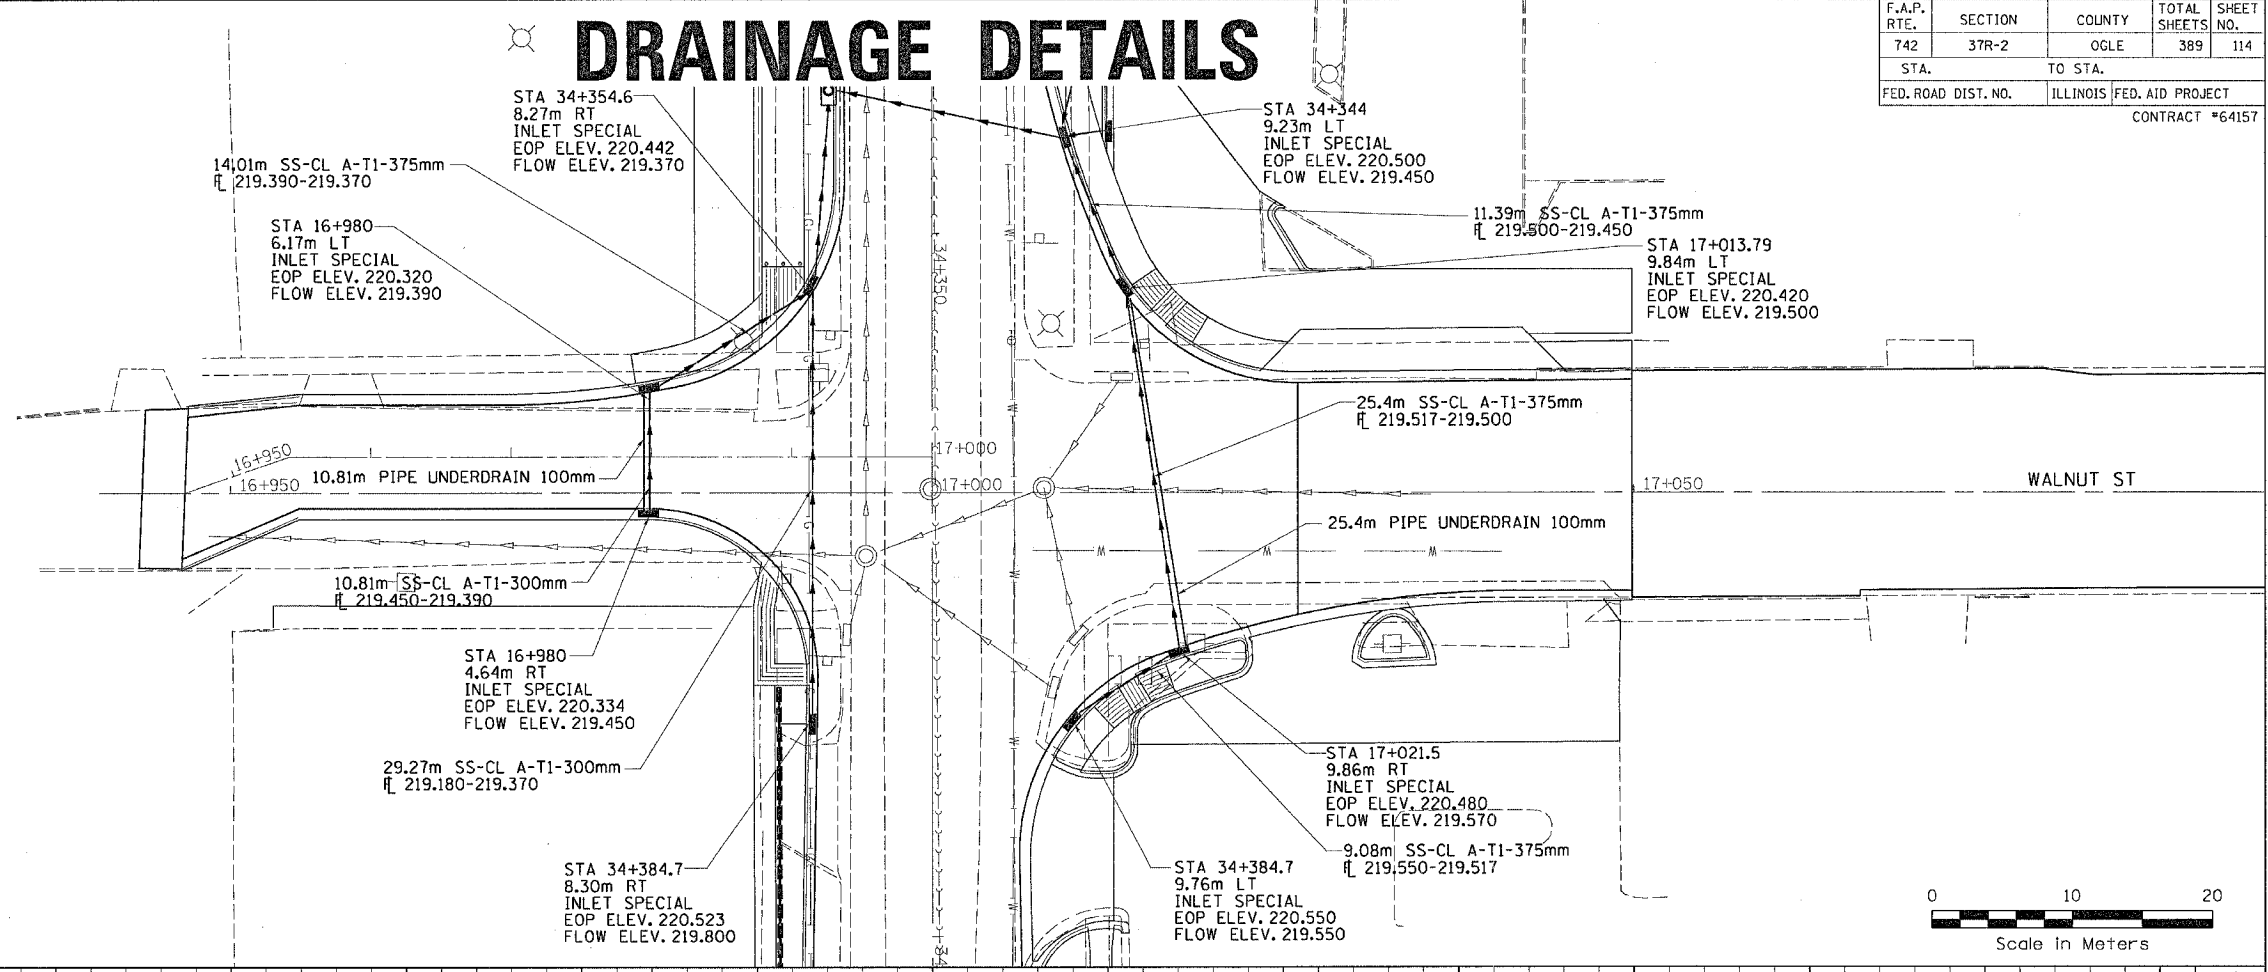 DRAINAGE DETAILS
F.A.P. RTE. SECTION COUNTY TOTAL SHEETS SHEET NO.
742 37R-2 OGLE 389 114
STA. TO STA.
FED. ROAD DIST. NO. ILLINOIS FED. AID PROJECT
CONTRACT #64157
STA 34+354.6
8.27m RT
INLET SPECIAL
EOP ELEV. 220.442
FLOW ELEV. 219.370
STA 34+344
9.23m LT
INLET SPECIAL
EOP ELEV. 220.500
FLOW ELEV. 219.450
14.01m SS-CL A-T1-375mm
FL 219.390-219.370
STA 16+980
6.17m LT
INLET SPECIAL
EOP ELEV. 220.320
FLOW ELEV. 219.390
11.39m SS-CL A-T1-375mm
FL 219.500-219.450
STA 17+013.79
9.84m LT
INLET SPECIAL
EOP ELEV. 220.420
FLOW ELEV. 219.500
34+350
25.4m SS-CL A-T1-375mm
FL 219.517-219.500
16+950
17+000
10.81m PIPE UNDERDRAIN 100mm
16+950
17+000
17+050
WALNUT ST
25.4m PIPE UNDERDRAIN 100mm
W W W
10.81m SS-CL A-T1-300mm
FL 219.450-219.390
STA 16+980
4.64m RT
INLET SPECIAL
EOP ELEV. 220.334
FLOW ELEV. 219.450
29.27m SS-CL A-T1-300mm
FL 219.180-219.370
STA 17+021.5
9.86m RT
INLET SPECIAL
EOP ELEV. 220.480
FLOW ELEV. 219.570
9.08m SS-CL A-T1-375mm
FL 219.550-219.517
STA 34+384.7
8.30m RT
INLET SPECIAL
EOP ELEV. 220.523
FLOW ELEV. 219.800
STA 34+384.7
9.76m LT
INLET SPECIAL
EOP ELEV. 220.550
FLOW ELEV. 219.550
0 10 20
Scale in Meters